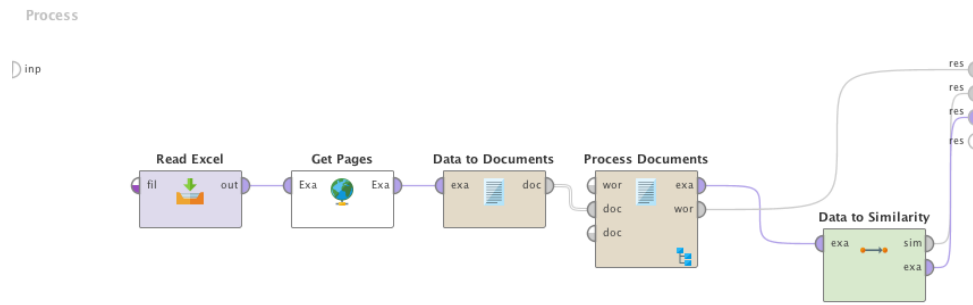 Process
inp
res
res
res
res
Read Excel
fil out
Get Pages
Exa Exa
Data to Documents
exa doc
Process Documents
wor exa
doc wor
doc
Data to Similarity
exa sim
exa